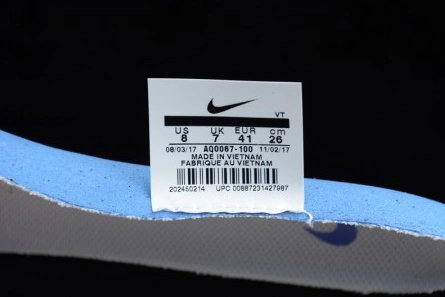 VT
US UK EUR cm
8 7 41 26
08/03/17 AQ0067-100 11/02/17
MADE IN VIETNAM
FABRIQUE AU VIETNAM
202450214 UPC 00887231427987